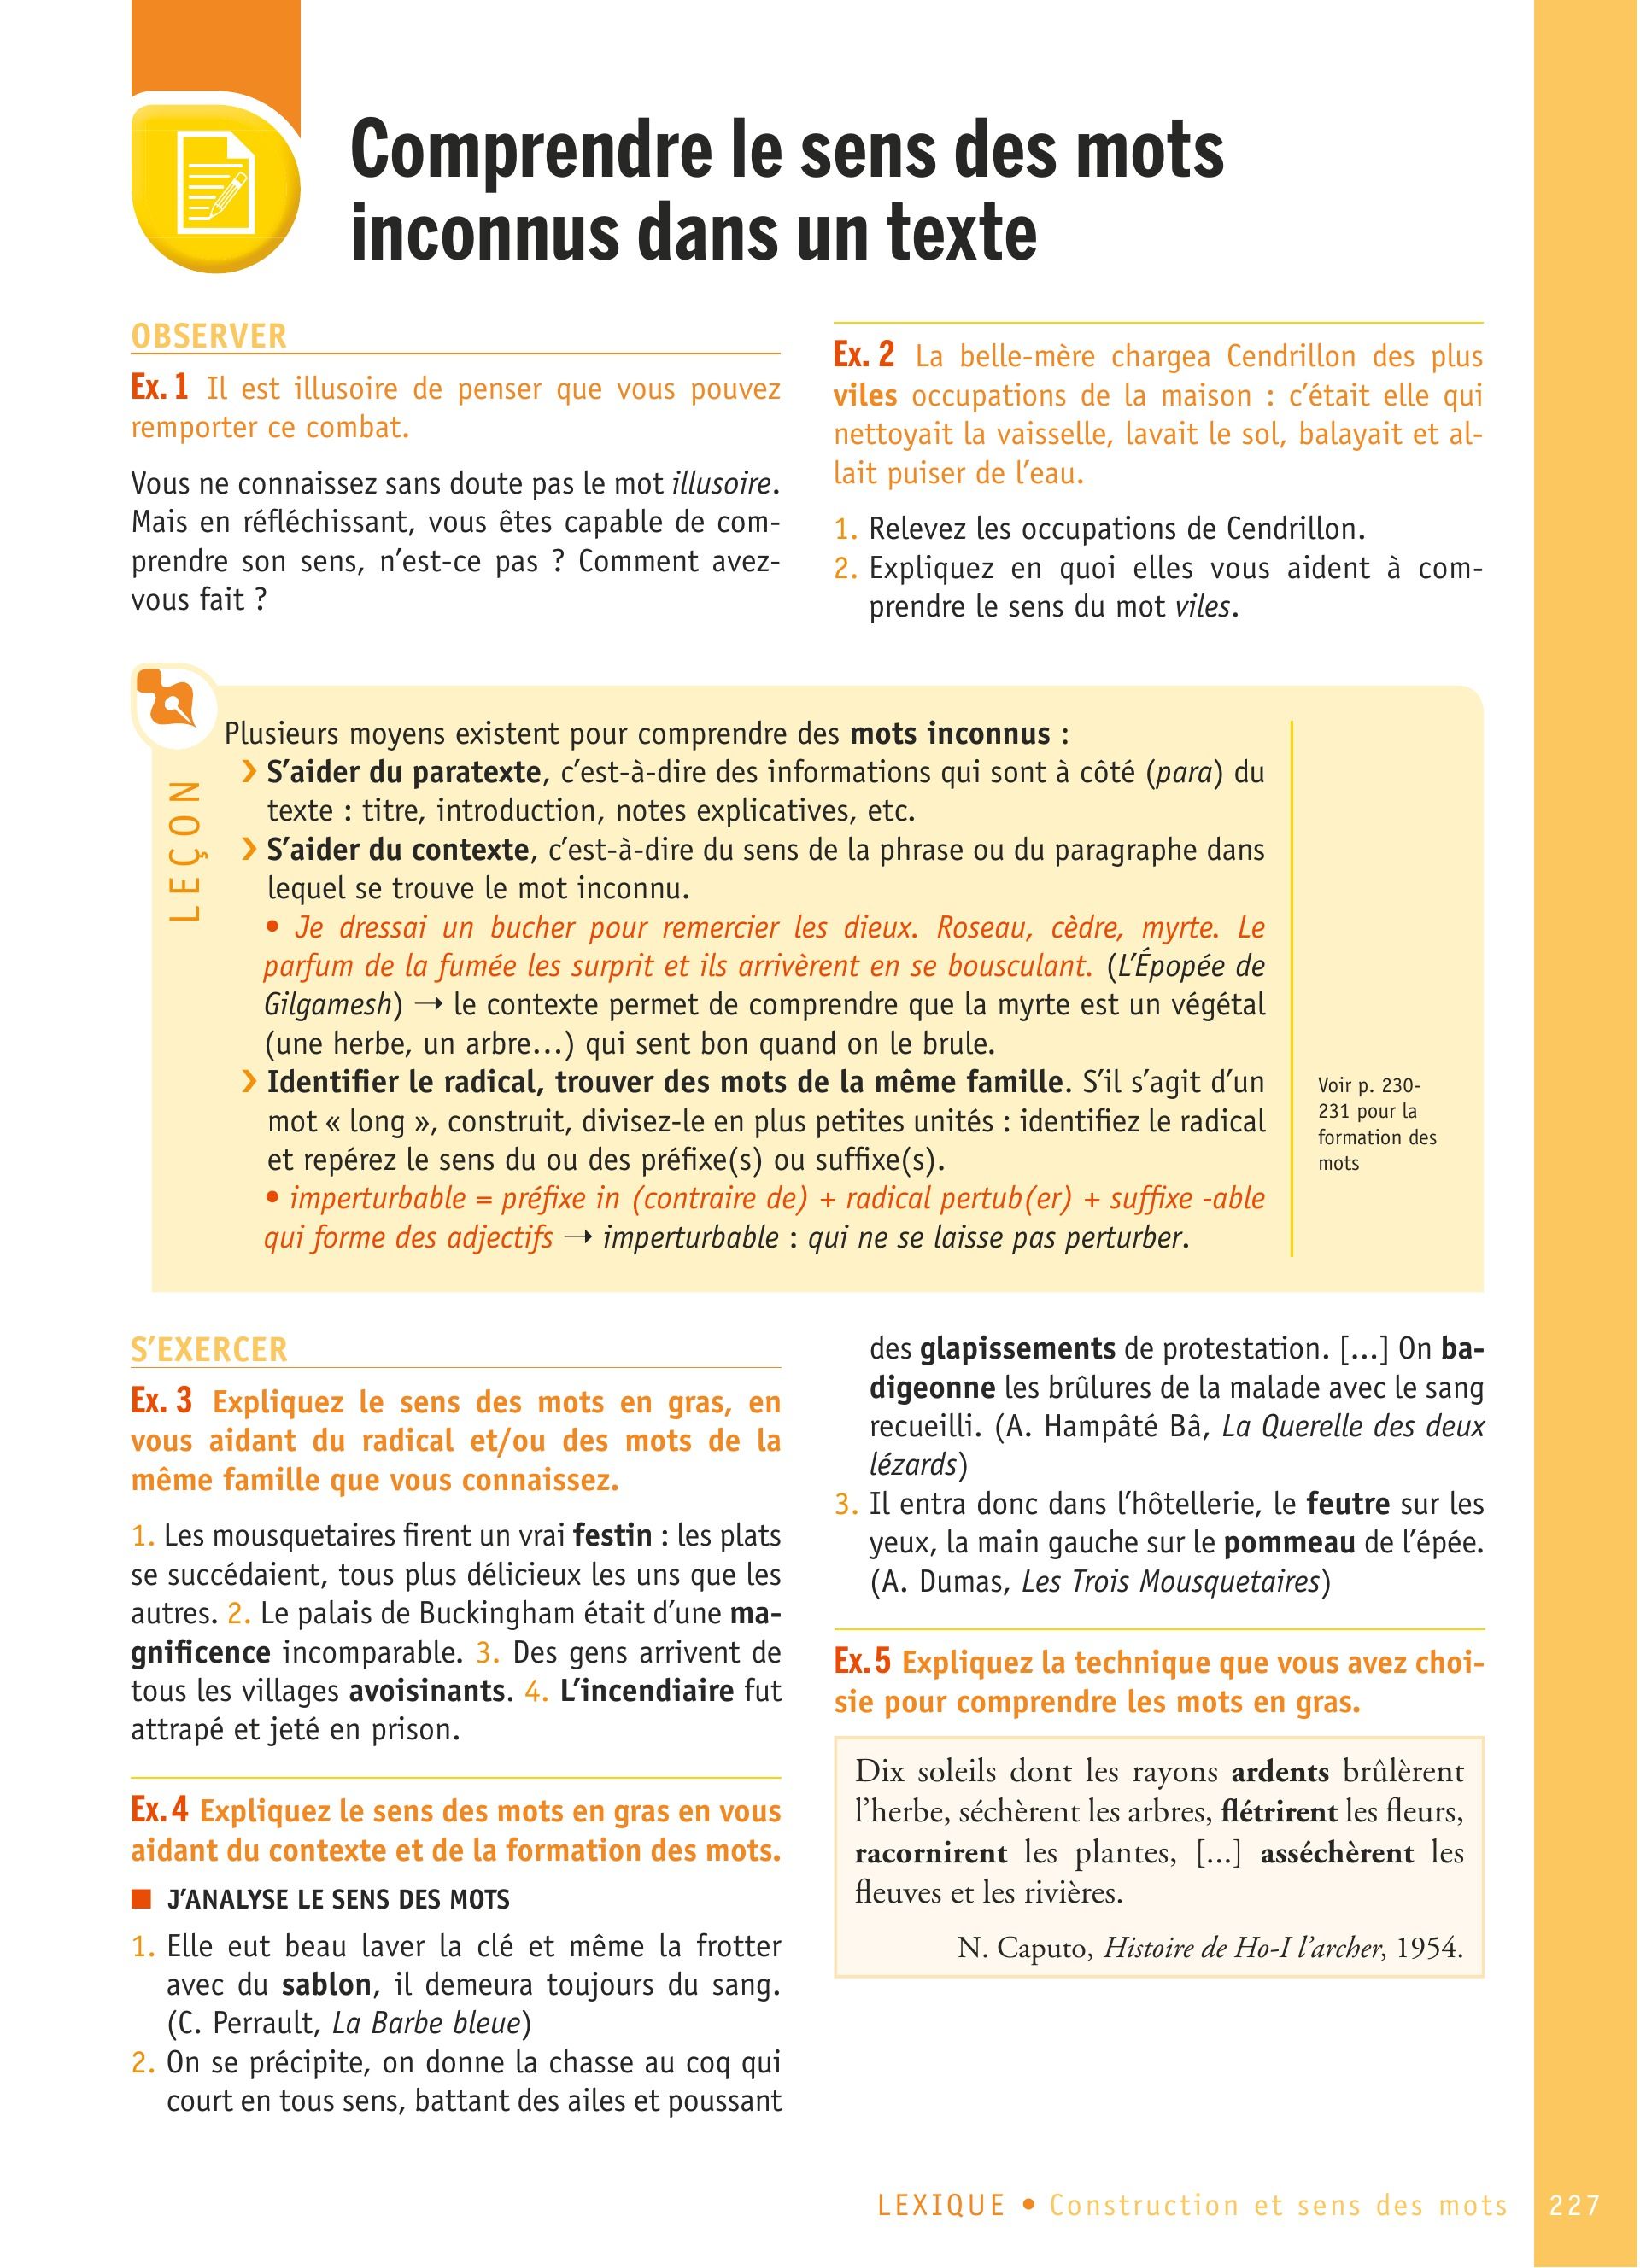 Comprendre le sens des mots
inconnus dans un texte
OBSERVER
Ex. 1 Il est illusoire de penser que vous pouvez
remporter ce combat.
Vous ne connaissez sans doute pas le mot illusoire.
Mais en réfléchissant, vous êtes capable de com-
prendre son sens, n’est-ce pas ? Comment avez-
vous fait ?
Ex. 2 La belle-mère chargea Cendrillon des plus
viles occupations de la maison : c’était elle qui
nettoyait la vaisselle, lavait le sol, balayait et al-
lait puiser de l’eau.
1. Relevez les occupations de Cendrillon.
2. Expliquez en quoi elles vous aident à com-
prendre le sens du mot viles.
LEÇON
Plusieurs moyens existent pour comprendre des mots inconnus :
❯ S’aider du paratexte, c’est-à-dire des informations qui sont à côté (para) du
texte : titre, introduction, notes explicatives, etc.
❯ S’aider du contexte, c’est-à-dire du sens de la phrase ou du paragraphe dans
lequel se trouve le mot inconnu.
• Je dressai un bucher pour remercier les dieux. Roseau, cèdre, myrte. Le
parfum de la fumée les surprit et ils arrivèrent en se bousculant. (L’Épopée de
Gilgamesh) → le contexte permet de comprendre que la myrte est un végétal
(une herbe, un arbre…) qui sent bon quand on le brule.
❯ Identifier le radical, trouver des mots de la même famille. S’il s’agit d’un
mot « long », construit, divisez-le en plus petites unités : identifiez le radical
et repérez le sens du ou des préfixe(s) ou suffixe(s).
• imperturbable = préfixe in (contraire de) + radical pertub(er) + suffixe -able
qui forme des adjectifs → imperturbable : qui ne se laisse pas perturber.
Voir p. 230-
231 pour la
formation des
mots
S’EXERCER
Ex. 3 Expliquez le sens des mots en gras, en
vous aidant du radical et/ou des mots de la
même famille que vous connaissez.
1. Les mousquetaires firent un vrai festin : les plats
se succédaient, tous plus délicieux les uns que les
autres. 2. Le palais de Buckingham était d’une ma-
gnificence incomparable. 3. Des gens arrivent de
tous les villages avoisinants. 4. L’incendiaire fut
attrapé et jeté en prison.
Ex. 4 Expliquez le sens des mots en gras en vous
aidant du contexte et de la formation des mots.
■ J’ANALYSE LE SENS DES MOTS
1. Elle eut beau laver la clé et même la frotter
avec du sablon, il demeura toujours du sang.
(C. Perrault, La Barbe bleue)
2. On se précipite, on donne la chasse au coq qui
court en tous sens, battant des ailes et poussant
des glapissements de protestation. [...] On ba-
digeonne les brûlures de la malade avec le sang
recueilli. (A. Hampâté Bâ, La Querelle des deux
lézards)
3. Il entra donc dans l’hôtellerie, le feutre sur les
yeux, la main gauche sur le pommeau de l’épée.
(A. Dumas, Les Trois Mousquetaires)
Ex. 5 Expliquez la technique que vous avez choi-
sie pour comprendre les mots en gras.
Dix soleils dont les rayons ardents brûlèrent
l’herbe, séchèrent les arbres, flétrirent les fleurs,
racornirent les plantes, [...] asséchèrent les
fleuves et les rivières.
N. Caputo, Histoire de Ho-I l’archer, 1954.
LEXIQUE • Construction et sens des mots 227